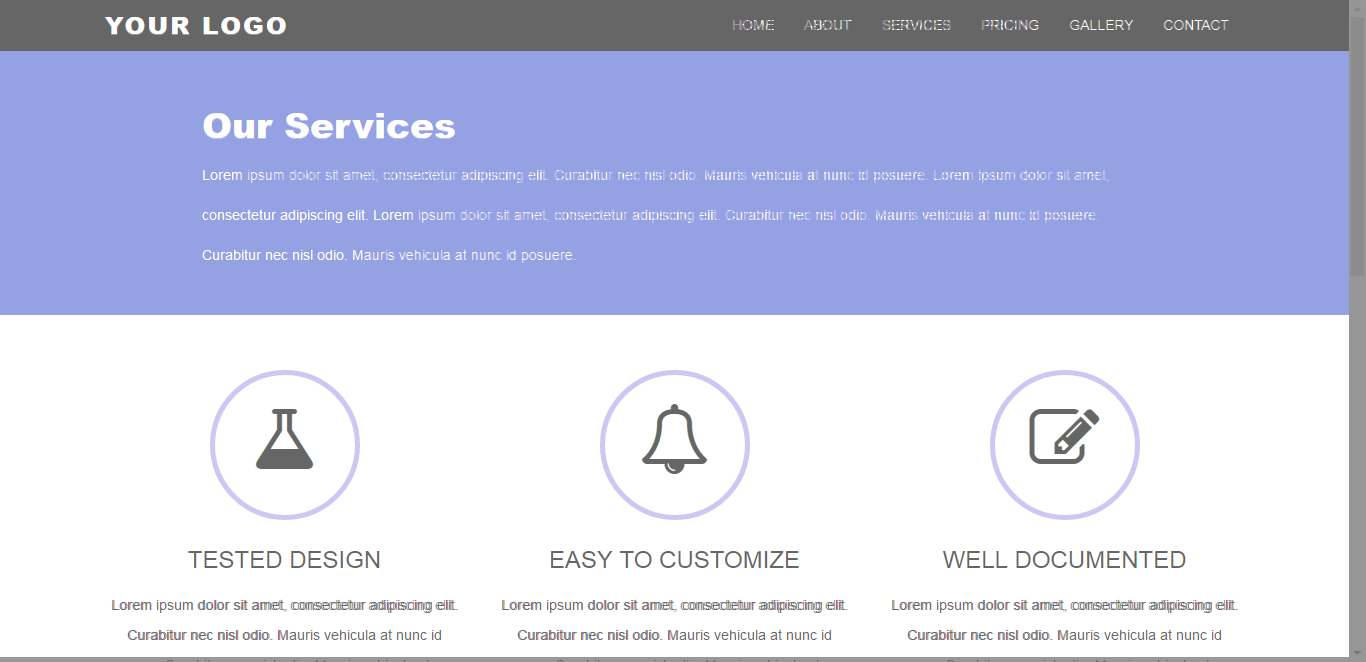 YOUR LOGO
HOME ABOUT SERVICES PRICING GALLERY CONTACT
Our Services
Lorem ipsum dolor sit amet, consectetur adipiscing elit. Curabitur nec nisl odio. Mauris vehicula at nunc id posuere. Lorem ipsum dolor sit amet,
consectetur adipiscing elit. Lorem ipsum dolor sit amet, consectetur adipiscing elit. Curabitur nec nisl odio. Mauris vehicula at nunc id posuere.
Curabitur nec nisl odio. Mauris vehicula at nunc id posuere.
TESTED DESIGN
Lorem ipsum dolor sit amet, consectetur adipiscing elit.
Curabitur nec nisl odio. Mauris vehicula at nunc id
EASY TO CUSTOMIZE
Lorem ipsum dolor sit amet, consectetur adipiscing elit.
Curabitur nec nisl odio. Mauris vehicula at nunc id
WELL DOCUMENTED
Lorem ipsum dolor sit amet, consectetur adipiscing elit.
Curabitur nec nisl odio. Mauris vehicula at nunc id